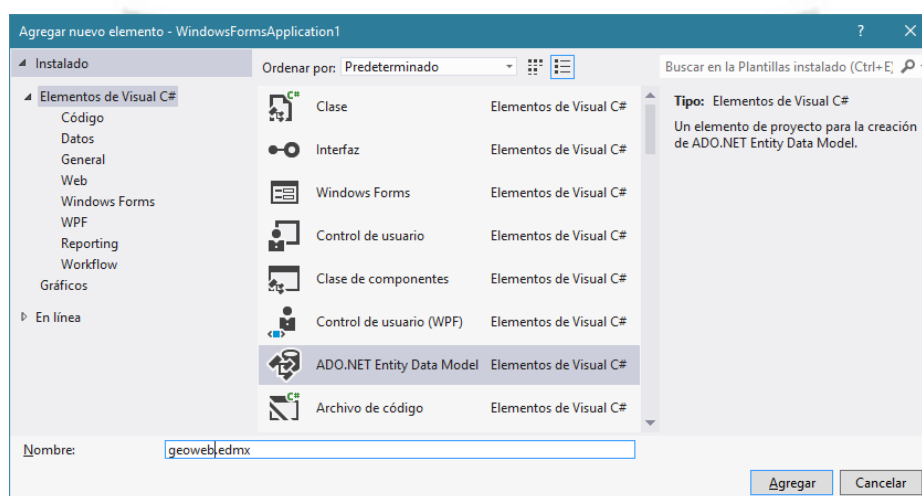 Agregar nuevo elemento - WindowsFormsApplication1
?
Instalado
Ordenar por: Predeterminado
Buscar en la Plantillas instalado (Ctrl+E)
Elementos de Visual C#
Código
Datos
General
Web
Windows Forms
WPF
Reporting
Workflow
Gráficos
En línea
Clase Elementos de Visual C#
Interfaz Elementos de Visual C#
Windows Forms Elementos de Visual C#
Control de usuario Elementos de Visual C#
Clase de componentes Elementos de Visual C#
Control de usuario (WPF) Elementos de Visual C#
ADO.NET Entity Data Model Elementos de Visual C#
Archivo de código Elementos de Visual C#
Tipo: Elementos de Visual C#
Un elemento de proyecto para la creación
de ADO.NET Entity Data Model.
Nombre: geoweb.edmx
Agregar Cancelar